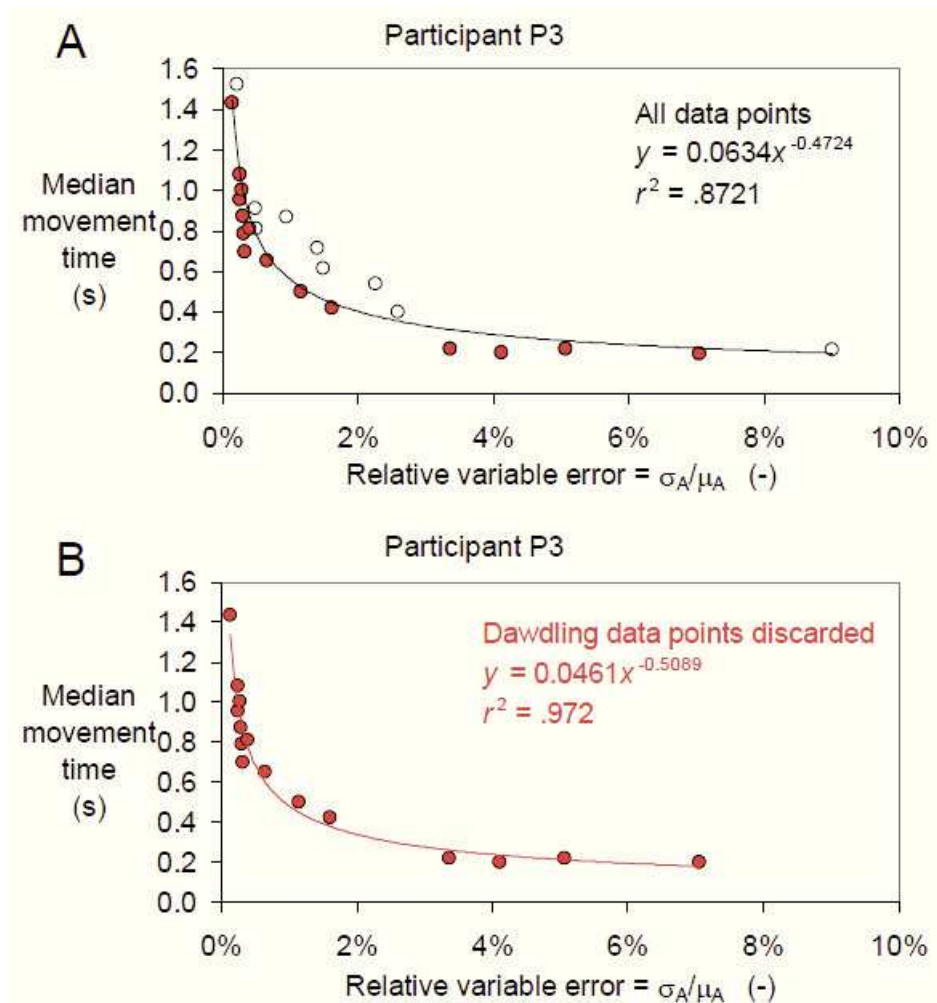 A
Participant P3
1.6
1.4
1.2
1.0
0.8
0.6
0.4
0.2
0.0
Median
movement
time
(s)
All data points
y = 0.0634x^-0.4724
r² = .8721
0% 2% 4% 6% 8% 10%
Relative variable error = σA/μA (-)
B
Participant P3
1.6
1.4
1.2
1.0
0.8
0.6
0.4
0.2
0.0
Median
movement
time
(s)
Dawdling data points discarded
y = 0.0461x^-0.5089
r² = .972
0% 2% 4% 6% 8% 10%
Relative variable error = σA/μA (-)